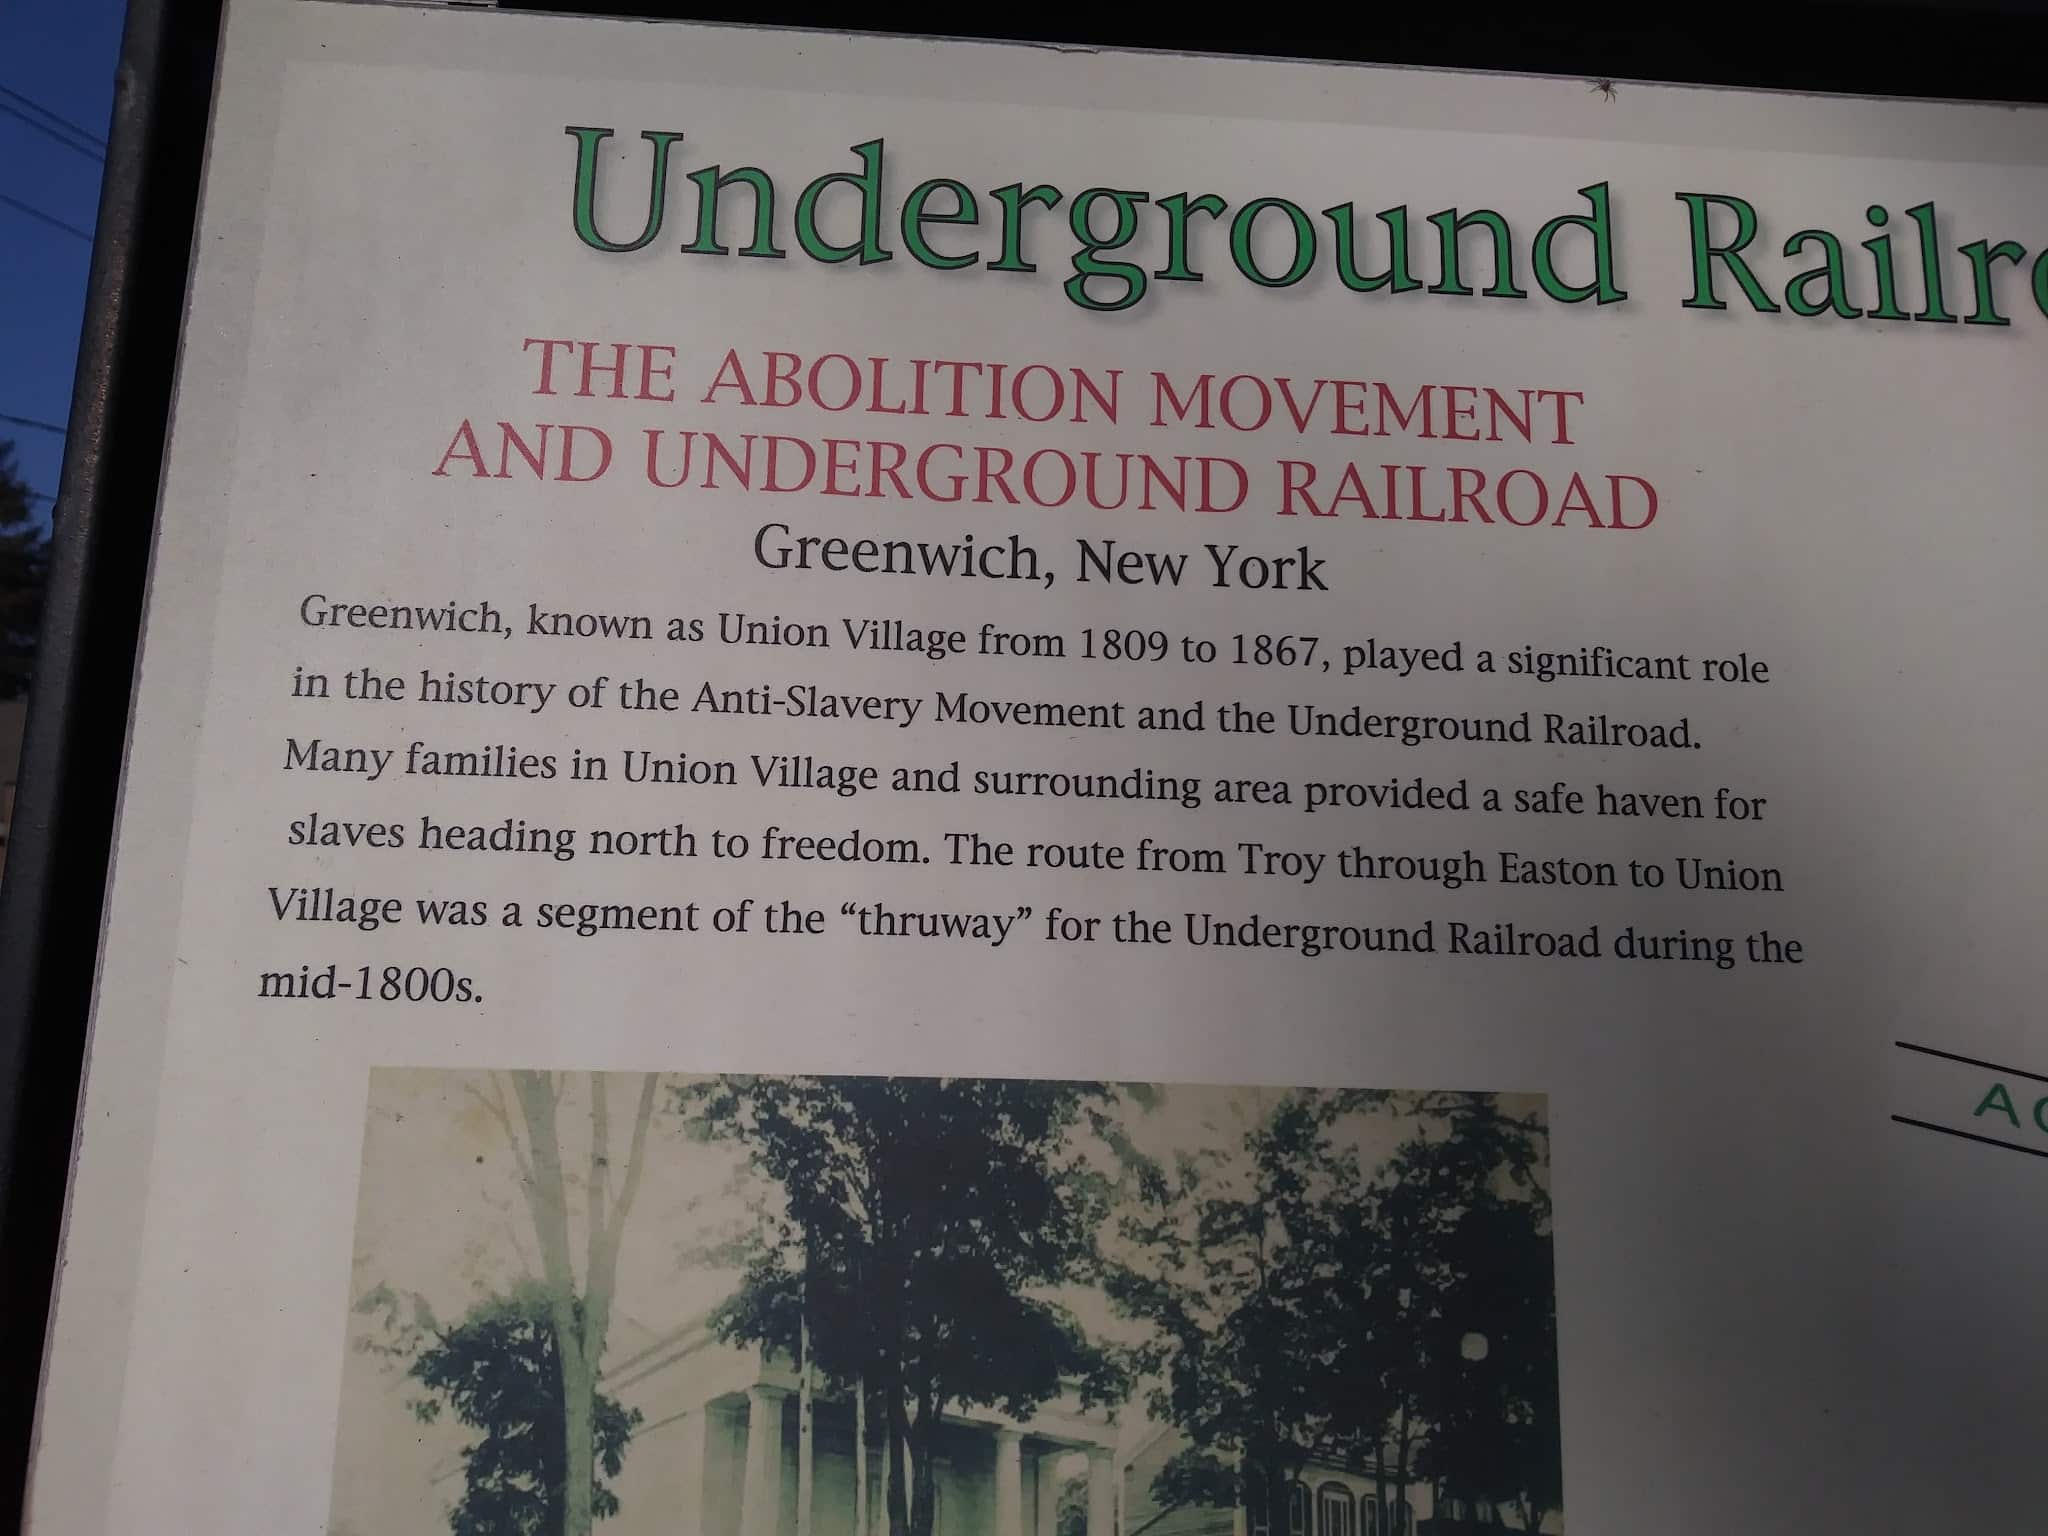 Underground Railro
THE ABOLITION MOVEMENT
AND UNDERGROUND RAILROAD
Greenwich, New York
Greenwich, known as Union Village from 1809 to 1867, played a significant role
in the history of the Anti-Slavery Movement and the Underground Railroad.
Many families in Union Village and surrounding area provided a safe haven for
slaves heading north to freedom. The route from Troy through Easton to Union
Village was a segment of the “thruway” for the Underground Railroad during the
mid-1800s.